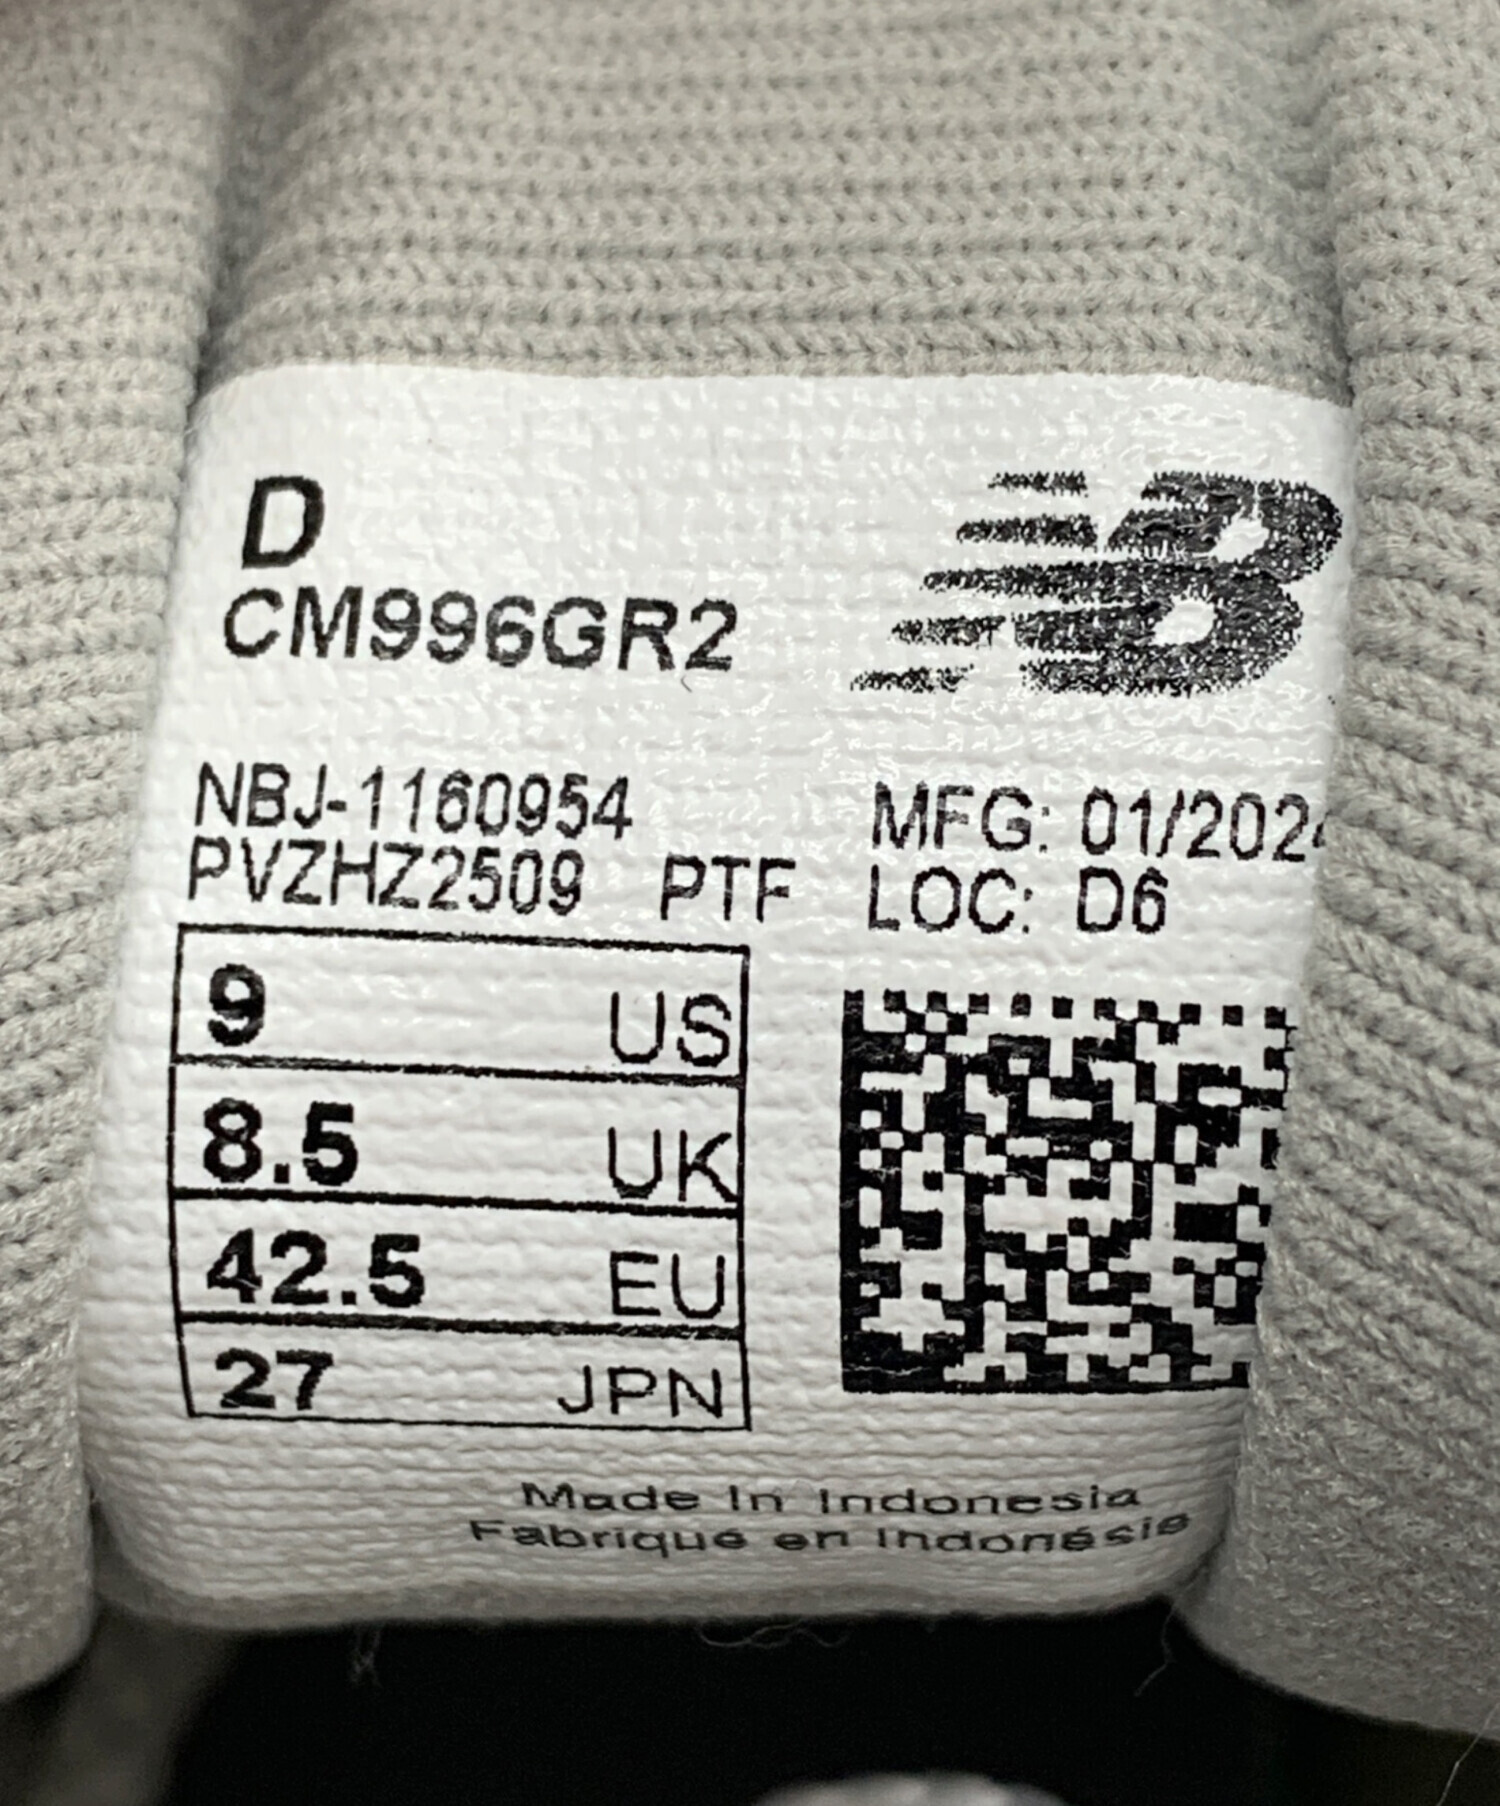 D
CM996GR2
NBJ-1160954
PVZHZ2509 PTF
MFG: 01/2024
LOC: D6
9 US
8.5 UK
42.5 EU
27 JPN
Made In Indonesia
Fabriqué en Indonésie